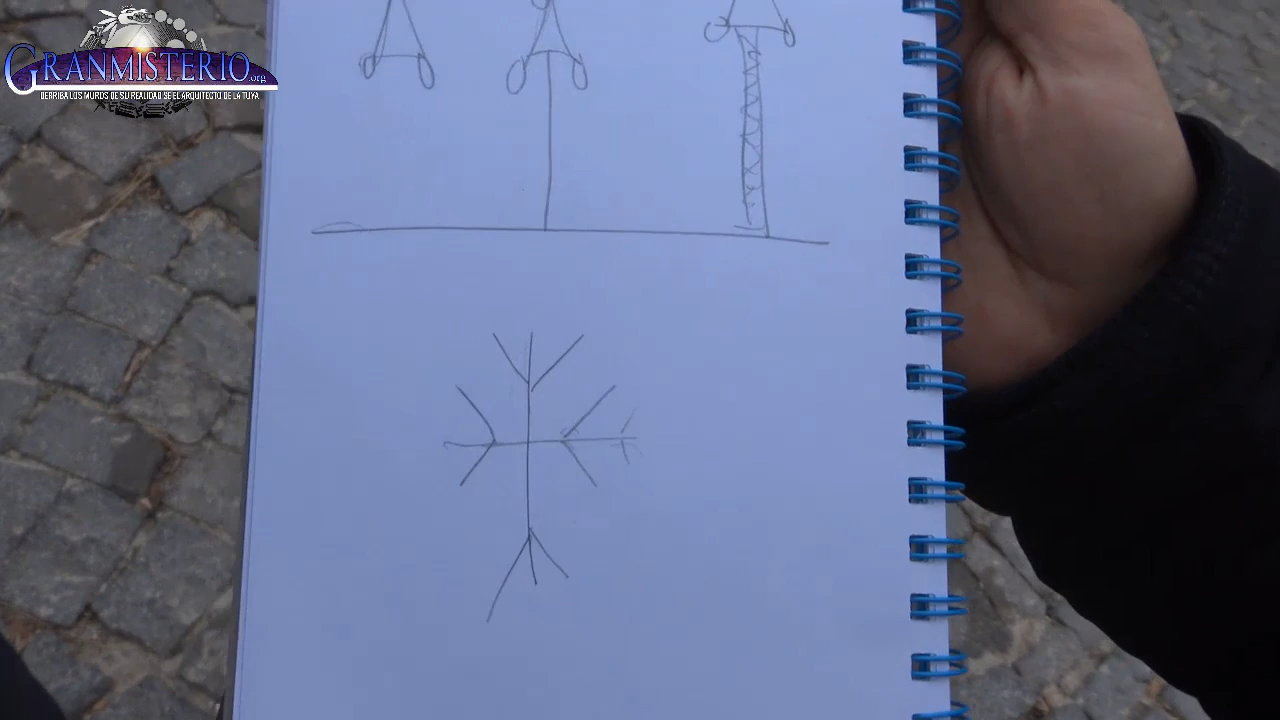 GRANMISTERIO.org
DERRIBA LOS MUROS DE SU REALIDAD SE EL ARQUITECTO DE LA TUYA